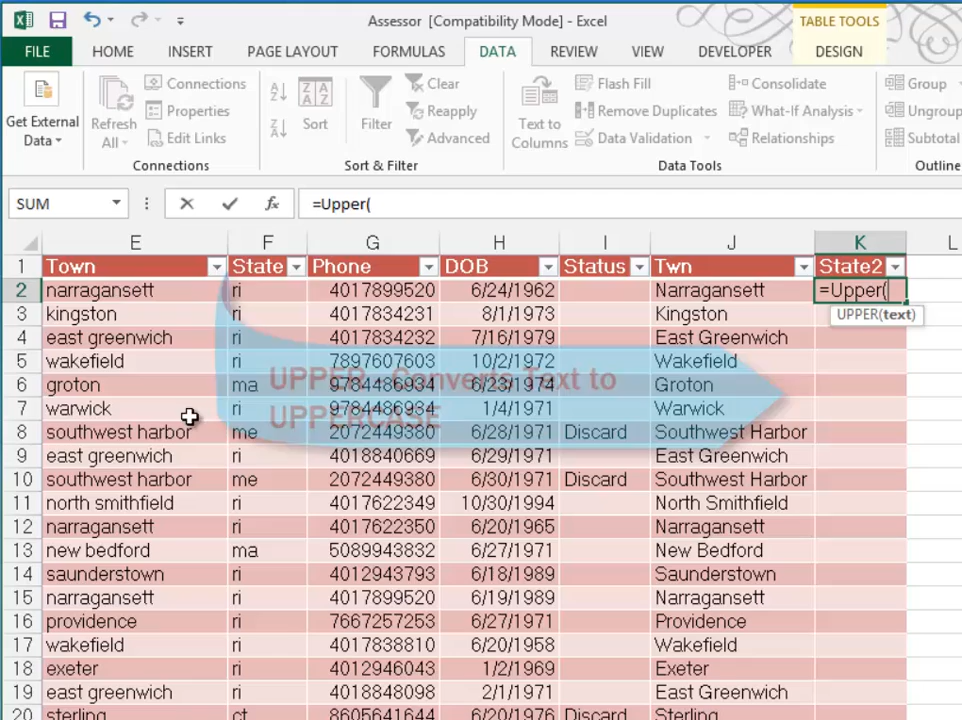 Assessor [Compatibility Mode] - Excel
TABLE TOOLS
FILE HOME INSERT PAGE LAYOUT FORMULAS DATA REVIEW VIEW DEVELOPER DESIGN
Get External Data
Refresh All
Connections
Properties
Edit Links
Connections
Sort
Filter
Clear
Reapply
Advanced
Sort & Filter
Text to Columns
Flash Fill
Remove Duplicates
Data Validation
Consolidate
What-If Analysis
Relationships
Data Tools
Group
Ungroup
Subtotal
Outline
SUM fx =Upper(
E F G H I J K L
1 Town State Phone DOB Status Twn State2
2 narragansett ri 4017899520 6/24/1962 Narragansett =Upper(
3 kingston ri 4017834231 8/1/1973 Kingston UPPER(text)
4 east greenwich ri 4017834232 7/16/1979 East Greenwich
5 wakefield ri 7897607603 10/2/1972 Wakefield
UPPER - Converts Text to
6 groton ma 9784486934 6/23/1974 Groton
7 warwick ri 9784486934 1/4/1971 Warwick
UPPERCASE
8 southwest harbor me 2072449380 6/28/1971 Discard Southwest Harbor
9 east greenwich ri 4018840669 6/29/1971 East Greenwich
10 southwest harbor me 2072449380 6/30/1971 Discard Southwest Harbor
11 north smithfield ri 4017622349 10/30/1994 North Smithfield
12 narragansett ri 4017622350 6/20/1965 Narragansett
13 new bedford ma 5089943832 6/27/1971 New Bedford
14 saunderstown ri 4012943793 6/18/1989 Saunderstown
15 narragansett ri 4017899520 6/19/1989 Narragansett
16 providence ri 7667257253 6/27/1971 Providence
17 wakefield ri 4017838810 6/20/1958 Wakefield
18 exeter ri 4012946043 1/2/1969 Exeter
19 east greenwich ri 4018848098 2/1/1971 East Greenwich
20 sterling ct 8605641644 6/20/1976 Discard Sterling